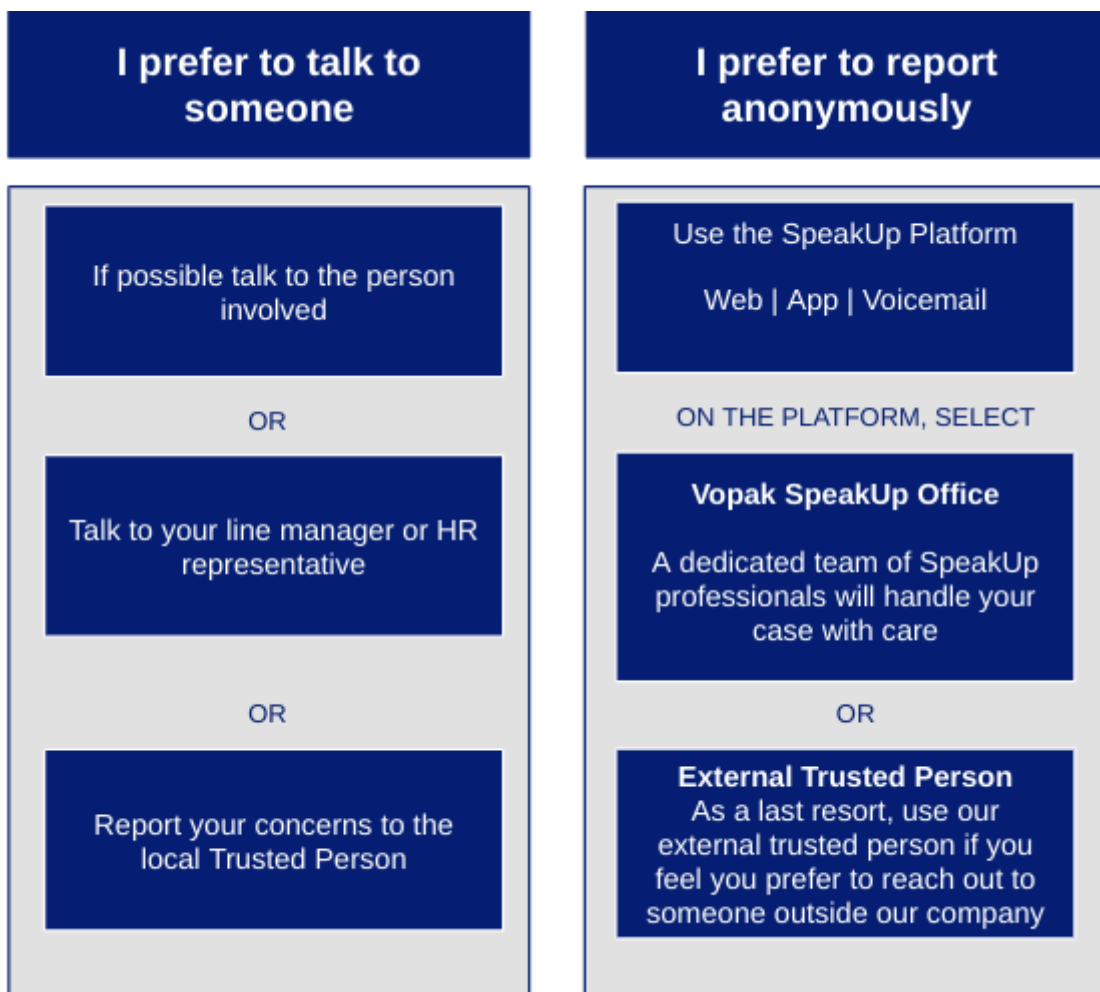 I prefer to talk to
someone
If possible talk to the person
involved
OR
Talk to your line manager or HR
representative
OR
Report your concerns to the
local Trusted Person
I prefer to report
anonymously
Use the SpeakUp Platform
Web | App | Voicemail
ON THE PLATFORM, SELECT
Vopak SpeakUp Office
A dedicated team of SpeakUp
professionals will handle your
case with care
OR
External Trusted Person
As a last resort, use our
external trusted person if you
feel you prefer to reach out to
someone outside our company